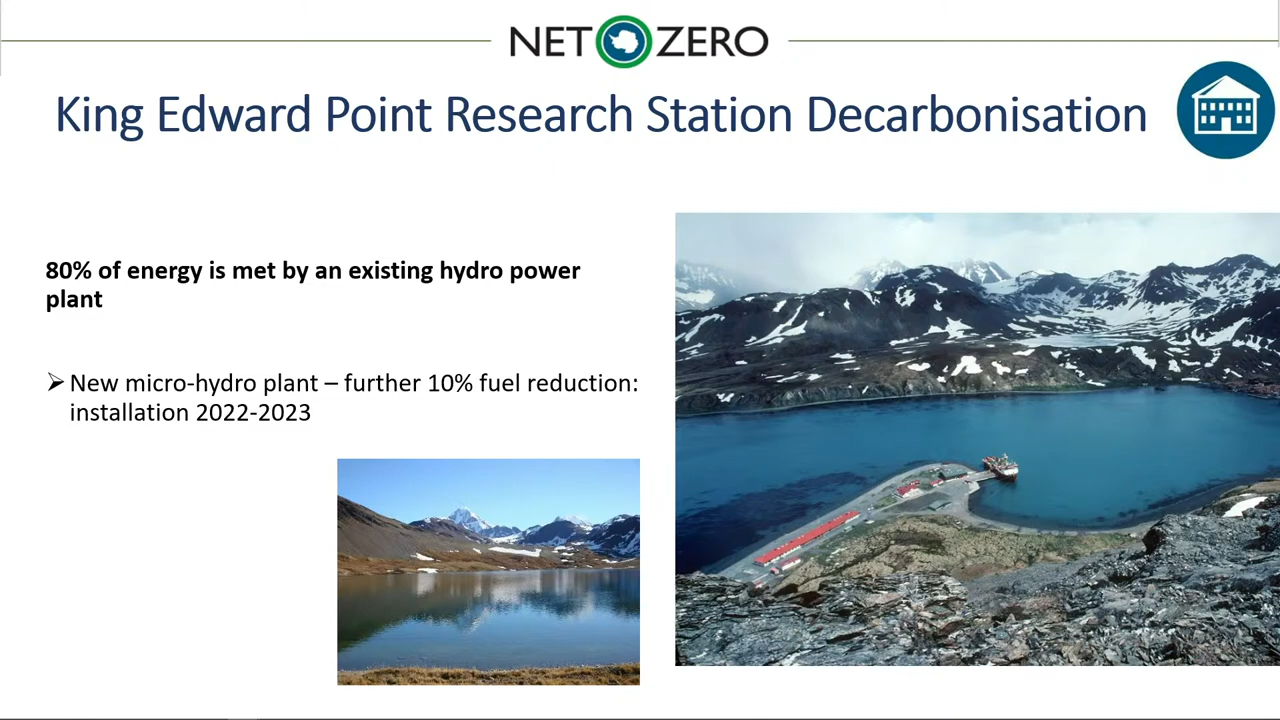 NET ZERO
King Edward Point Research Station Decarbonisation
80% of energy is met by an existing hydro power
plant
➢ New micro-hydro plant – further 10% fuel reduction:
installation 2022-2023